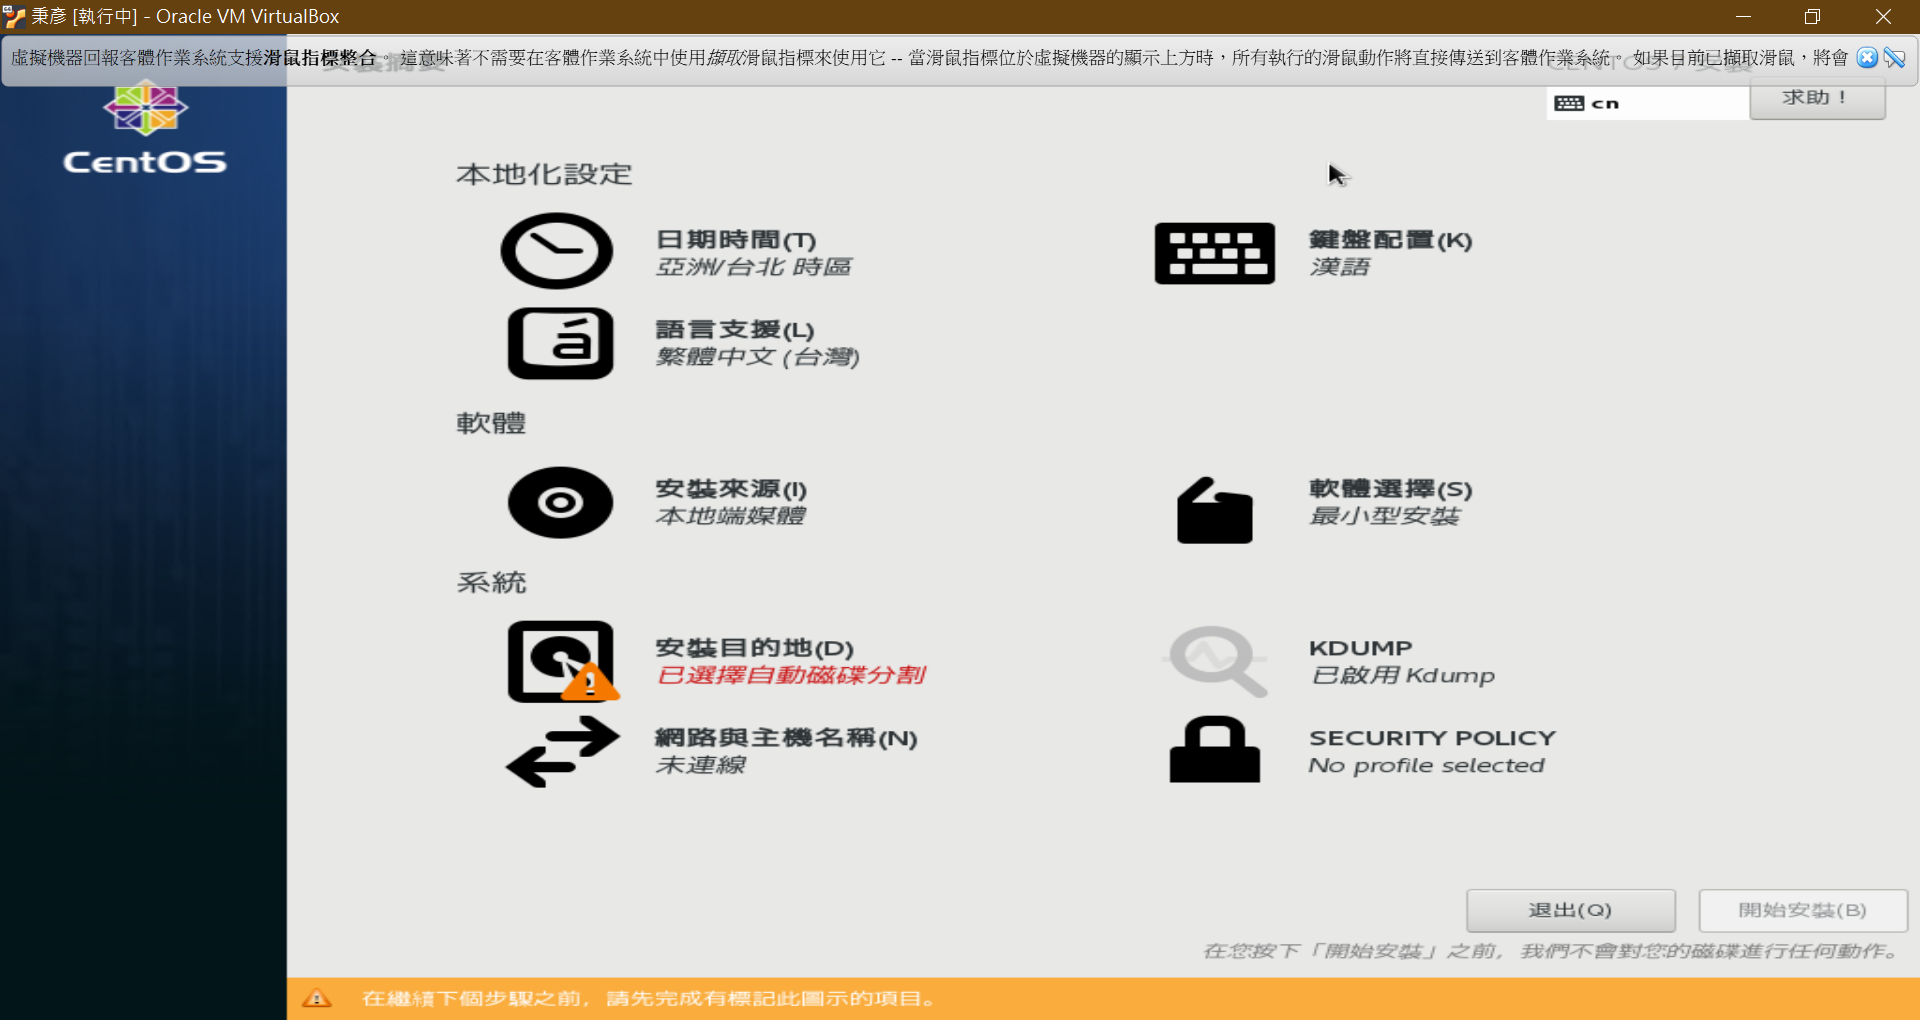 秉彥 [執行中] - Oracle VM VirtualBox
虛擬機器回報客體作業系統支援滑鼠指標整合。 這意味著不需要在客體作業系統中使用擷取滑鼠指標來使用它 -- 當滑鼠指標位於虛擬機器的顯示上方時，所有執行的滑鼠動作將直接傳送到客體作業系統。 如果目前已擷取滑鼠，將會
安裝摘要
CENTOS 7 安裝
cn
求助！
CentOS
本地化設定
日期時間(T)
亞洲/台北 時區
鍵盤配置(K)
漢語
語言支援(L)
繁體中文 (台灣)
軟體
安裝來源(I)
本地端媒體
軟體選擇(S)
最小型安裝
系統
安裝目的地(D)
已選擇自動磁碟分割
KDUMP
已啟用 Kdump
網路與主機名稱(N)
未連線
SECURITY POLICY
No profile selected
退出(Q)
開始安裝(B)
在您按下「開始安裝」之前，我們不會對您的磁碟進行任何動作。
在繼續下個步驟之前，請先完成有標記此圖示的項目。